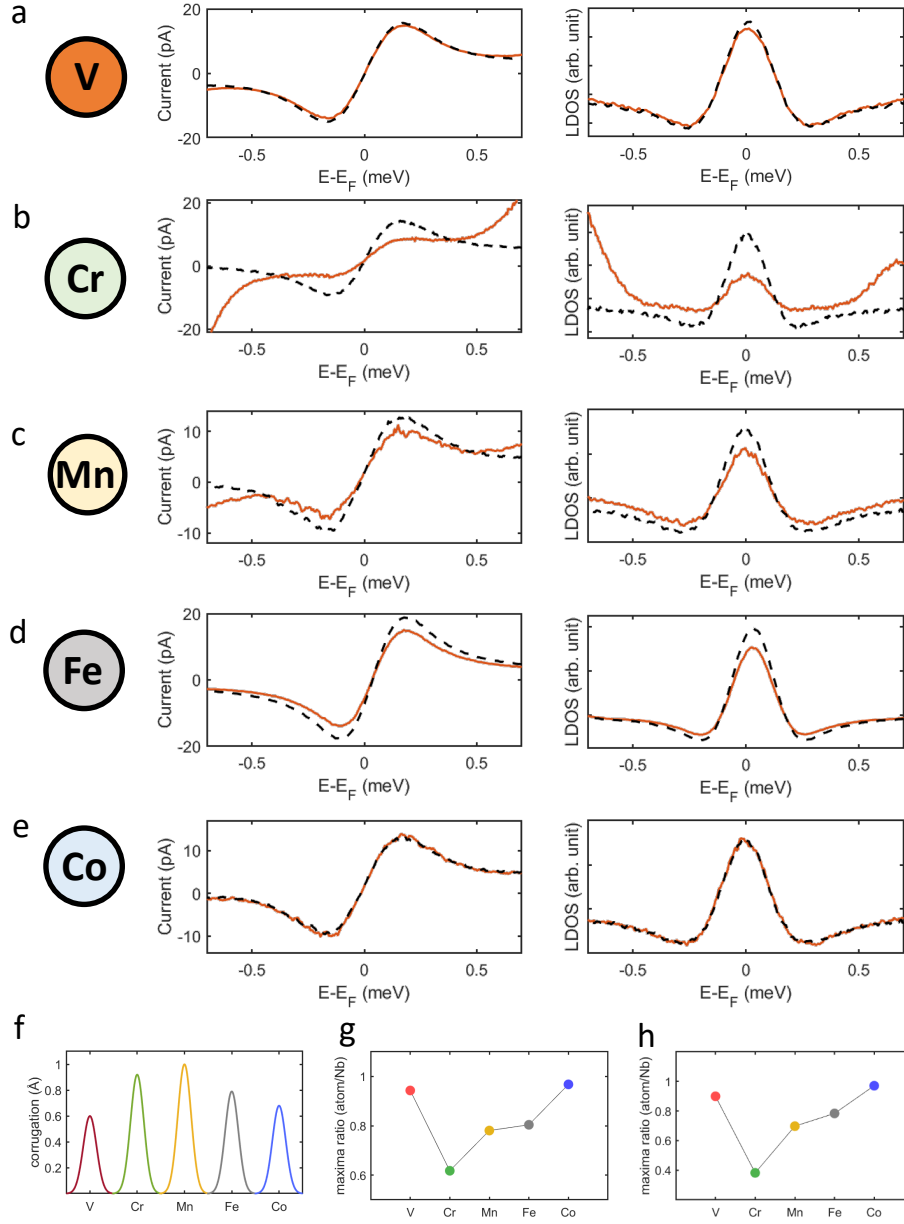 a
V
Current (pA)
20
0
-20
-0.5
0
0.5
E-E_F (meV)
LDOS (arb. unit)
-0.5
0
0.5
E-E_F (meV)
b
Cr
Current (pA)
20
0
-20
-0.5
0
0.5
E-E_F (meV)
LDOS (arb. unit)
-0.5
0
0.5
E-E_F (meV)
c
Mn
Current (pA)
10
0
-10
-0.5
0
0.5
E-E_F (meV)
LDOS (arb. unit)
-0.5
0
0.5
E-E_F (meV)
d
Fe
Current (pA)
20
0
-20
-0.5
0
0.5
E-E_F (meV)
LDOS (arb. unit)
-0.5
0
0.5
E-E_F (meV)
e
Co
Current (pA)
10
0
-10
-0.5
0
0.5
E-E_F (meV)
LDOS (arb. unit)
-0.5
0
0.5
E-E_F (meV)
f
corrugation (Å)
1
0.8
0.6
0.4
0.2
V Cr Mn Fe Co
g
maxima ratio (atom/Nb)
1
0.8
0.6
V Cr Mn Fe Co
h
maxima ratio (atom/Nb)
1
0.8
0.6
0.4
V Cr Mn Fe Co